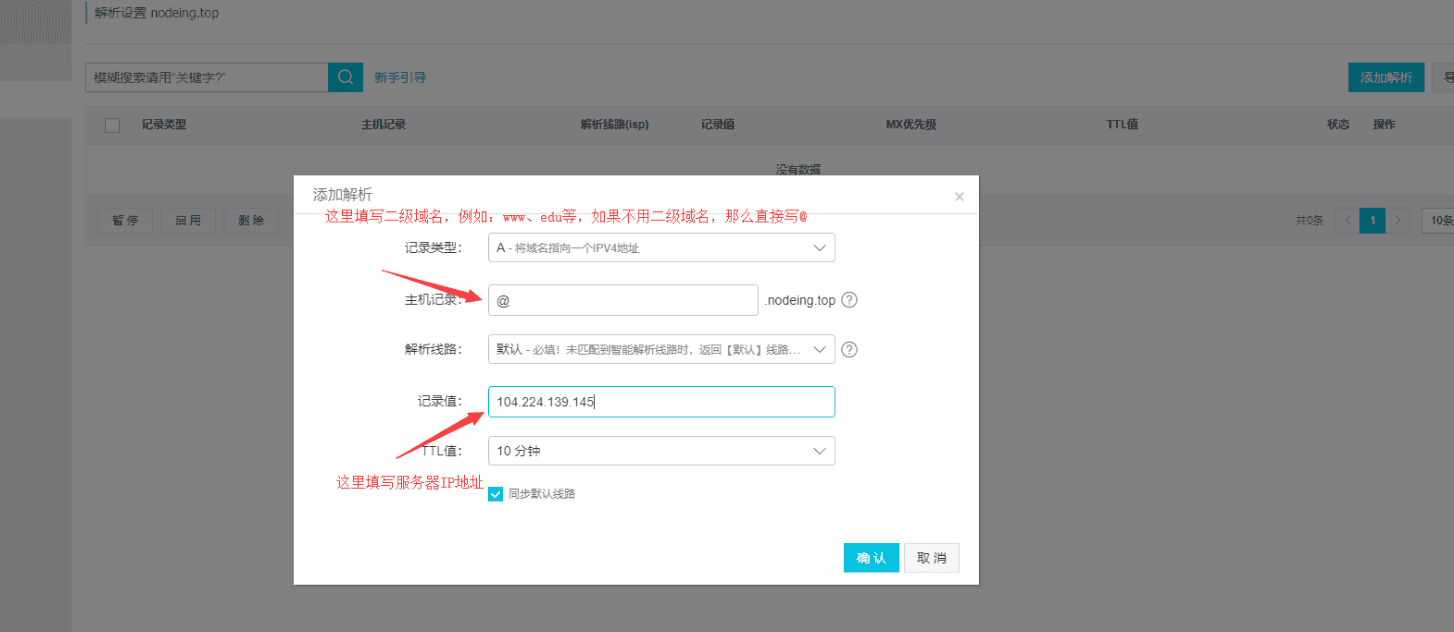 解析设置 nodeing.top
模糊搜索请用"关键字?"
新手引导
添加解析
记录类型 主机记录 解析线路(isp) 记录值 MX优先级 TTL值 状态 操作
没有数据
暂停 启用 删除 共0条 1 10条
添加解析
这里填写二级域名，例如：www、edu等，如果不用二级域名，那么直接写@
记录类型： A - 将域名指向一个IPV4地址
主机记录： @ .nodeing.top
解析线路： 默认 - 必填！未匹配到智能解析线路时，返回【默认】线路...
记录值： 104.224.139.145
TTL值： 10 分钟
这里填写服务器IP地址
同步默认线路
确认 取消